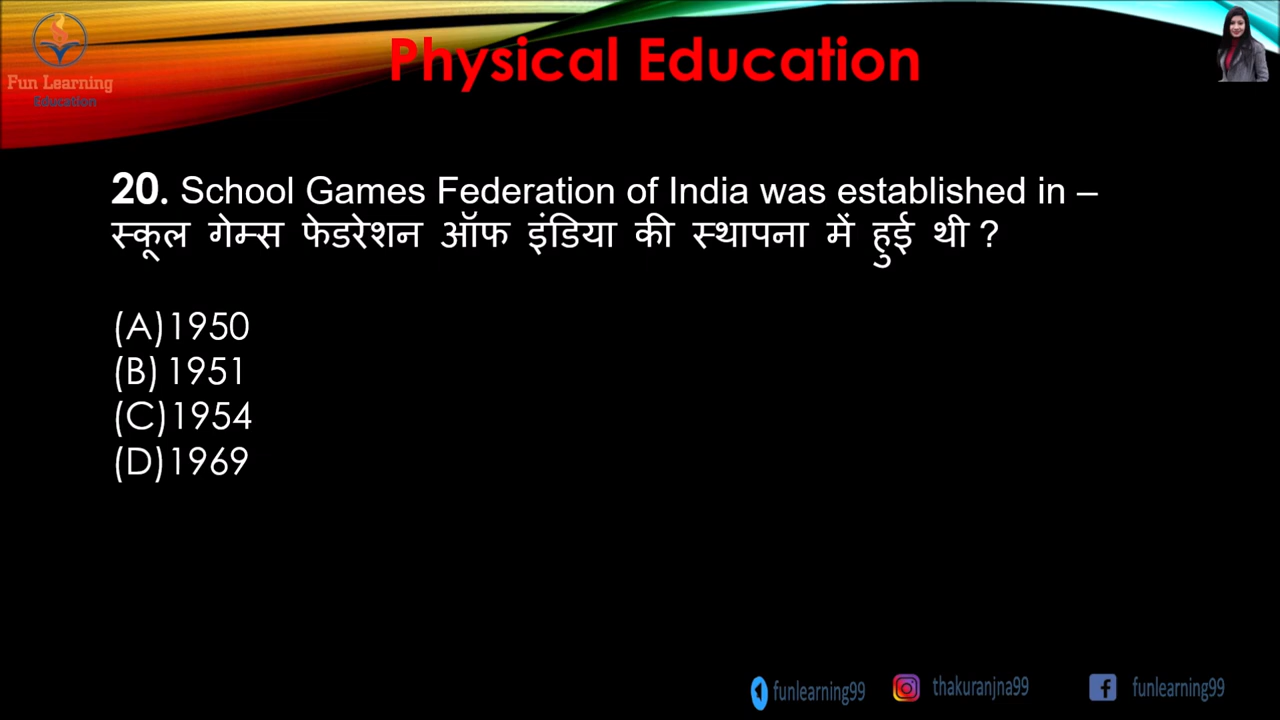 Physical Education
Fun Learning
Education
20. School Games Federation of India was established in –
स्कूल गेम्स फेडरेशन ऑफ इंडिया की स्थापना में हुई थी ?
(A)1950
(B) 1951
(C)1954
(D)1969
funlearning99 thakuranjna99 funlearning99